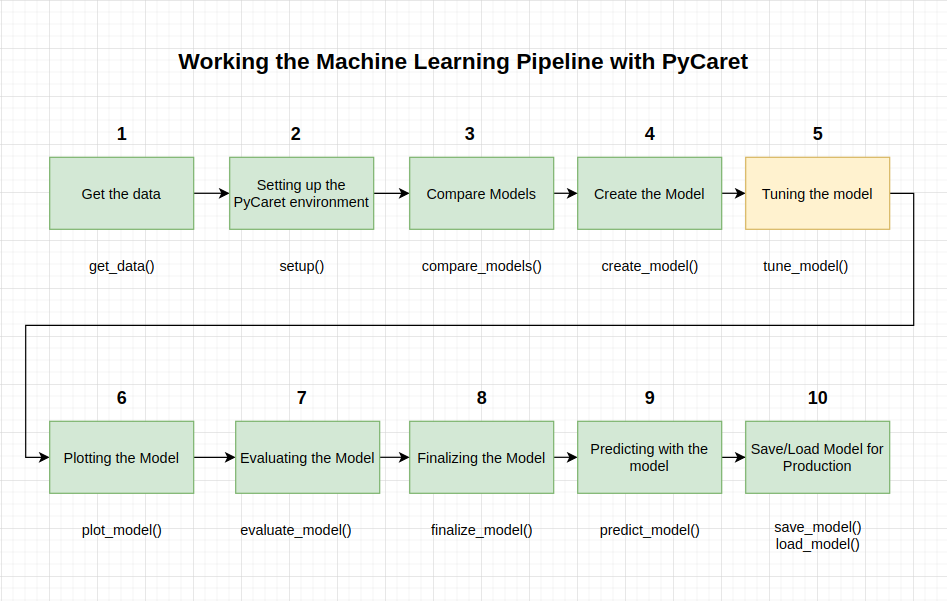 Working the Machine Learning Pipeline with PyCaret
1
2
3
4
5
Get the data
Setting up the
PyCaret environment
Compare Models
Create the Model
Tuning the model
get_data()
setup()
compare_models()
create_model()
tune_model()
6
7
8
9
10
Plotting the Model
Evaluating the Model
Finalizing the Model
Predicting with the
model
Save/Load Model for
Production
plot_model()
evaluate_model()
finalize_model()
predict_model()
save_model()
load_model()